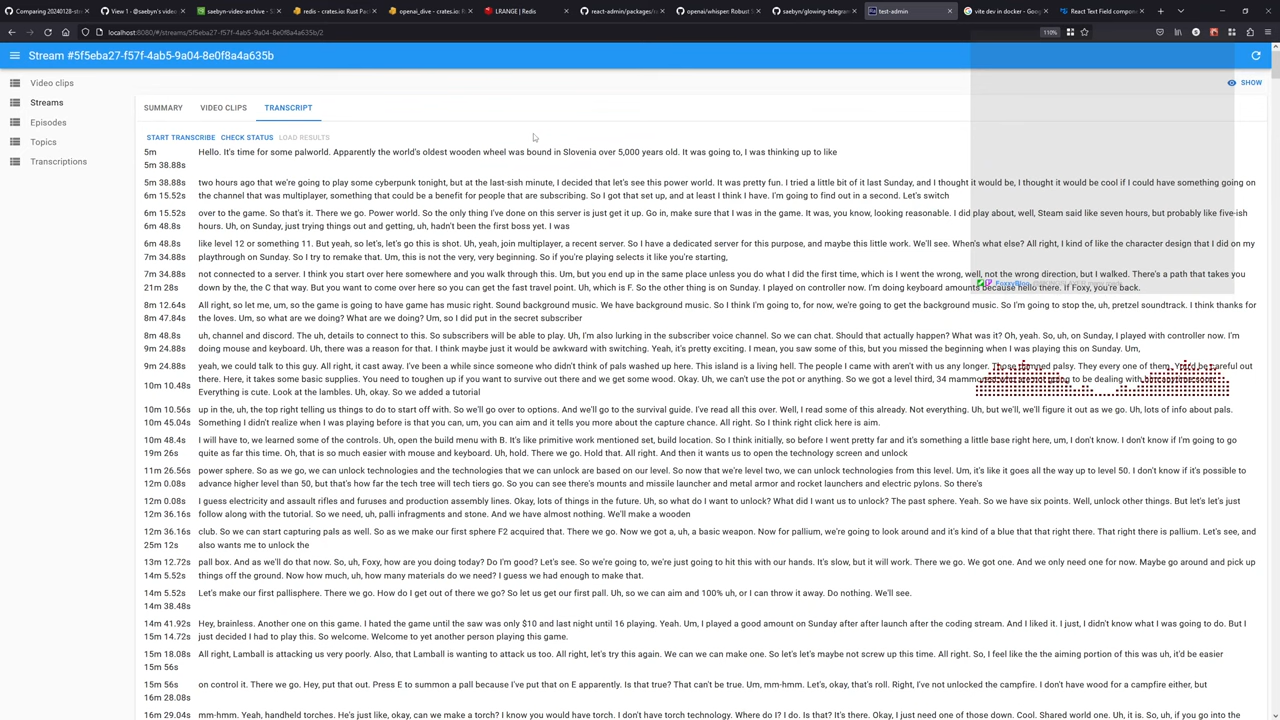 Comparing 20240128-st
View 1 - @saebyn's video
saebyn-video-archive - S
redis - crates.io: Rust Pac
openai_dive - crates.io: R
LRANGE | Redis
react-admin/packages/r
openai/whisper: Robust S
saebyn/glowing-telegra
test-admin
vite dev in docker - Goo
React Text Field compone
localhost:8080/#/streams/5f5eba27-f57f-4ab5-9a04-8e0f8a4a635b/2
110%
Stream #5f5eba27-f57f-4ab5-9a04-8e0f8a4a635b
Video clips
Streams
Episodes
Topics
Transcriptions
SHOW
SUMMARY VIDEO CLIPS TRANSCRIPT
START TRANSCRIBE CHECK STATUS LOAD RESULTS
5m Hello. It's time for some palworld. Apparently the world's oldest wooden wheel was bound in Slovenia over 5,000 years old. It was going to, I was thinking up to like
5m 38.88s
5m 38.88s two hours ago that we're going to play some cyberpunk tonight, but at the last-ish minute, I decided that let's see this power world. It was pretty fun. I tried a little bit of it last Sunday, and I thought it would be, I thought it would be cool if I could have something going on
6m 15.52s the channel that was multiplayer, something that could be a benefit for people that are subscribing. So I got that set up, and at least I think I have. I'm going to find out in a second. Let's switch
6m 15.52s over to the game. So that's it. There we go. Power world. So the only thing I've done on this server is just get it up. Go in, make sure that I was in the game. It was, you know, looking reasonable. I did play about, well, Steam said like seven hours, but probably like five-ish
6m 48.8s hours. Uh, on Sunday, just trying things out and getting, uh, hadn't been the first boss yet. I was
6m 48.8s like level 12 or something 11. But yeah, so let's, let's go this is shot. Uh, yeah, join multiplayer, a recent server. So I have a dedicated server for this purpose, and maybe this little work. We'll see. When's what else? All right, I kind of like the character design that I did on my
7m 34.88s playthrough on Sunday. So I try to remake that. Um, this is not the very, very beginning. So if you're playing selects it like you're starting,
7m 34.88s not connected to a server. I think you start over here somewhere and you walk through this. Um, but you end up in the same place unless you do what I did the first time, which is I went the wrong, well, not the wrong direction, but I walked. There's a path that takes you
21m 28s down by the, the C that way. But you want to come over here so you can get the fast travel point. Uh, which is F. So the other thing is on Sunday. I played on controller now. I'm doing keyboard amounts because hello there. If Foxy, you're back.
8m 12.64s All right, so let me, um, so the game is going to have game has music right. Sound background music. We have background music. So I think I'm going to, for now, we're going to get the background music. So I'm going to stop the, uh, pretzel soundtrack. I think thanks for
8m 47.84s the loves. Um, so what are we doing? What are we doing? Um, so I did put in the secret subscriber
8m 48.8s uh, channel and discord. The uh, details to connect to this. So subscribers will be able to play. Uh, I'm also lurking in the subscriber voice channel. So we can chat. Should that actually happen? What was it? Oh, yeah. So, uh, on Sunday, I played with controller now. I'm
9m 24.88s doing mouse and keyboard. Uh, there was a reason for that. I think maybe just it would be awkward with switching. Yeah, it's pretty exciting. I mean, you saw some of this, but you missed the beginning when I was playing this on Sunday. Um,
9m 24.88s yeah, we could talk to this guy. All right, it cast away. I've been a while since someone who didn't think of pals washed up here. This island is a living hell. The people I came with aren't with us any longer. Those damned palsy. They every one of them. You'd be careful out
10m 10.48s there. Here, it takes some basic supplies. You need to toughen up if you want to survive out there and we get some wood. Okay. Uh, we can't use the pot or anything. So we got a level third, 34
Everything is cute. Look at the lambles. Uh, okay. So we added a tutorial
10m 10.56s up in the, uh, the top right telling us things to do to start off with. So we'll go over to options. And we'll go to the survival guide. I've read all this over. Well, I read some of this already. Not everything. Uh, but we'll, we'll figure it out as we go. Uh, lots of info about pals.
10m 45.04s Something I didn't realize when I was playing before is that you can, um, you can aim and it tells you more about the capture chance. All right. So I think right click here is aim.
10m 48.4s I will have to, we learned some of the controls. Uh, open the build menu with B. It's like primitive work mentioned set, build location. So I think initially, so before I went pretty far and it's something a little base right here, um, I don't know. I don't know if I'm going to go
19m 26s quite as far this time. Oh, that is so much easier with mouse and keyboard. Uh, hold. There we go. Hold that. All right. And then it wants us to open the technology screen and unlock
11m 26.56s power sphere. So as we go, we can unlock technologies and the technologies that we can unlock are based on our level. So now that we're level two, we can unlock technologies from this level. Um, it's like it goes all the way up to level 50. I don't know if it's possible to
12m 0.08s advance higher level than 50, but that's how far the tech tree will tech tiers go. So you can see there's mounts and missile launcher and metal armor and rocket launchers and electric pylons. So there's
12m 0.08s I guess electricity and assault rifles and furuses and production assembly lines. Okay, lots of things in the future. Uh, so what do I want to unlock? What did I want us to unlock? The past sphere. Yeah. So we have six points. Well, unlock other things. But let's let's just
12m 36.16s follow along with the tutorial. So we need, uh, palli infragments and stone. And we have almost nothing. We'll make a wooden
12m 36.16s club. So we can start capturing pals as well. So as we make our first sphere F2 acquired that. There we go. Now we got a, uh, a basic weapon. Now for pallium, we're going to look around and it's kind of a blue that that right there. That right there is pallium. Let's see, and
25m 12s also wants me to unlock the
13m 12.72s pall box. And as we'll do that now. So, uh, Foxy, how are you doing today? Do I'm good? Let's see. So we're going to, we're just going to hit this with our hands. It's slow, but it will work. There we go. We got one. And we only need one for now. Maybe go around and pick up
14m 5.52s things off the ground. Now how much, uh, how many materials do we need? I guess we had enough to make that.
14m 5.52s Let's make our first pallisphere. There we go. How do I get out of there we go? So let us get our first pall. Uh, so we can aim and 100% uh, or I can throw it away. Do nothing. We'll see.
14m 38.48s
14m 41.92s Hey, brainless. Another one on this game. I hated the game until the saw was only $10 and last night until 16 playing. Yeah. Um, I played a good amount on Sunday after after launch after the coding stream. And I liked it. I just, I didn't know what I was going to do. But I
15m 14.72s just decided I had to play this. So welcome. Welcome to yet another person playing this game.
15m 18.08s All right, Lamball is attacking us very poorly. Also, that Lamball is wanting to attack us too. All right, let's try this again. We can we can make one. So let's let's maybe not screw up this time. All right. So, I feel like the the aiming portion of this was uh, it'd be easier
15m 56s
15m 56s on control it. There we go. Hey, put that out. Press E to summon a pall because I've put that on E apparently. Is that true? That can't be true. Um, mm-hmm. Let's, okay, that's roll. Right, I've not unlocked the campfire. I don't have wood for a campfire either, but
16m 28.08s
16m 29.04s mm-hmm. Yeah, handheld torches. He's just like, okay, can we make a torch? I know you would have torch. I don't have torch technology. Where do I? I do. Is that? It's there. Okay, I just need one of those down. Cool. Shared world one. Uh, it is. So, uh, if you go into the